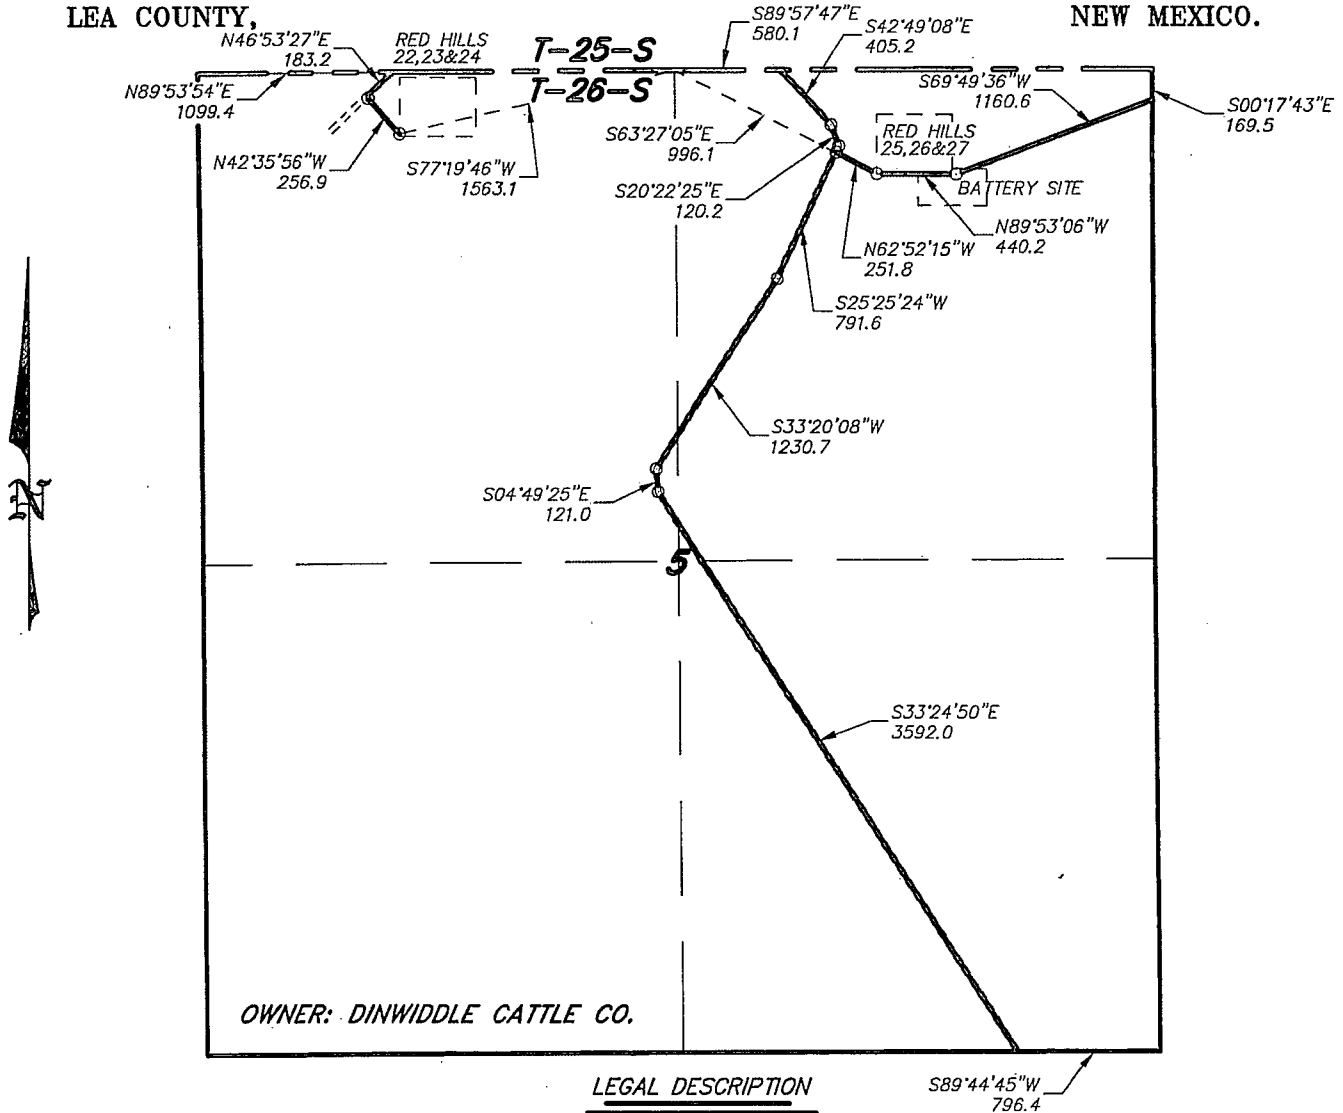 LEA COUNTY,
NEW MEXICO.
S89°57'47"E
580.1
S42°49'08"E
405.2
N46°53'27"E
183.2
RED HILLS
22,23&24
T-25-S
T-26-S
S69°49'36"W
1160.6
N89°53'54"E
1099.4
S00°17'43"E
169.5
S63°27'05"E
996.1
RED HILLS
25,26&27
N42°35'56"W
256.9
S77°19'46"W
1563.1
S20°22'25"E
120.2
BATTERY SITE
N89°53'06"W
440.2
N62°52'15"W
251.8
S25°25'24"W
791.6
S33°20'08"W
1230.7
S04°49'25"E
121.0
5
S33°24'50"E
3592.0
OWNER: DINWIDDLE CATTLE CO.
LEGAL DESCRIPTION
S89°44'45"W
796.4